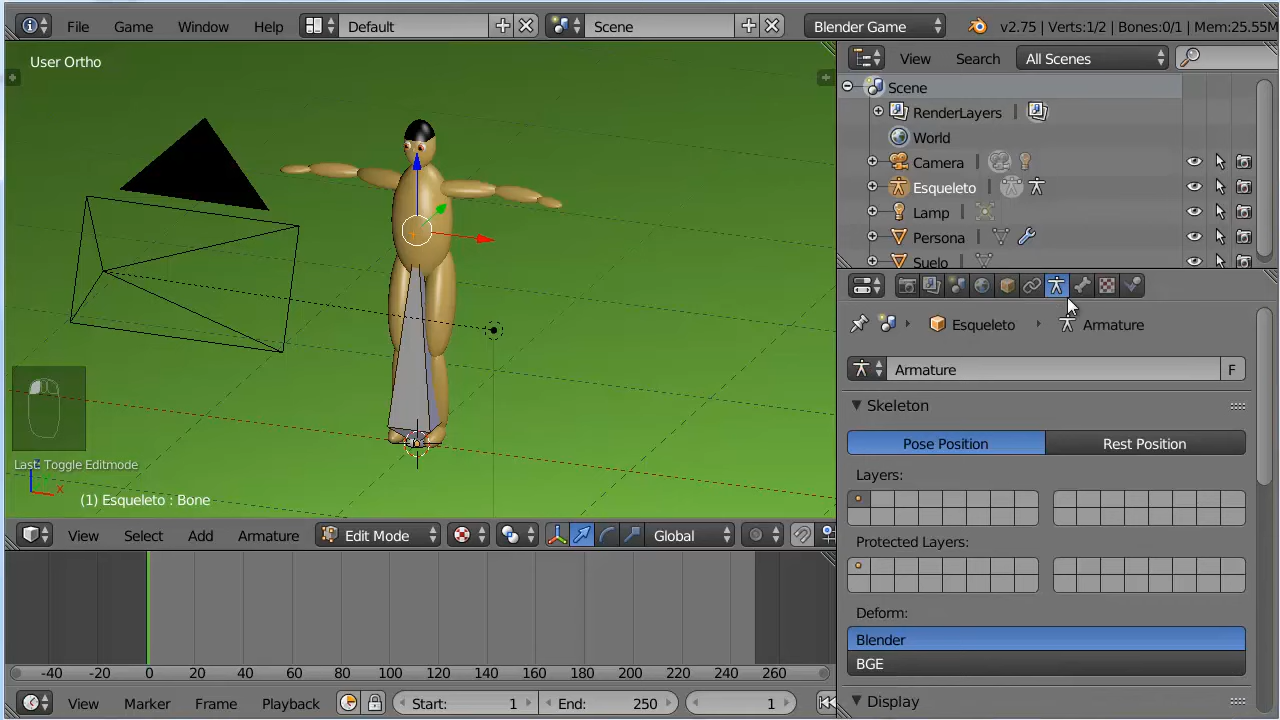 File Game Window Help Default Scene Blender Game v2.75 | Verts:1/2 | Bones:0/1 | Mem:25.55M
User Ortho
View Search All Scenes
Scene
RenderLayers
World
Camera
Esqueleto
Lamp
Persona
Suelo
Esqueleto Armature
Armature F
Skeleton
Pose Position Rest Position
Layers:
Protected Layers:
Deform:
Blender
BGE
Display
Last: Toggle Editmode
z
x
(1) Esqueleto : Bone
View Select Add Armature Edit Mode Global
-40 -20 0 20 40 60 80 100 120 140 160 180 200 220 240 260
View Marker Frame Playback Start: 1 End: 250 1